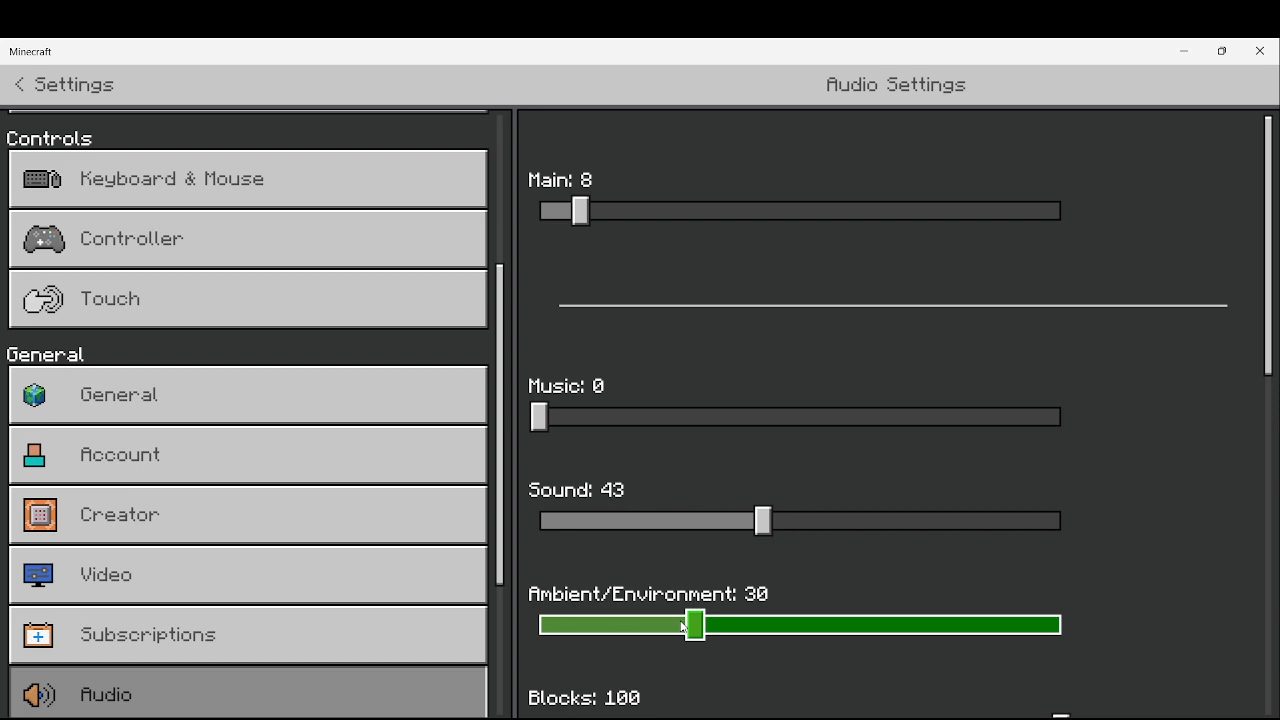 Minecraft
Settings
Audio Settings
Controls
Keyboard & Mouse
Controller
Touch
General
General
Account
Creator
Video
Subscriptions
Audio
Main: 8
Music: 0
Sound: 43
Ambient/Environment: 30
Blocks: 100